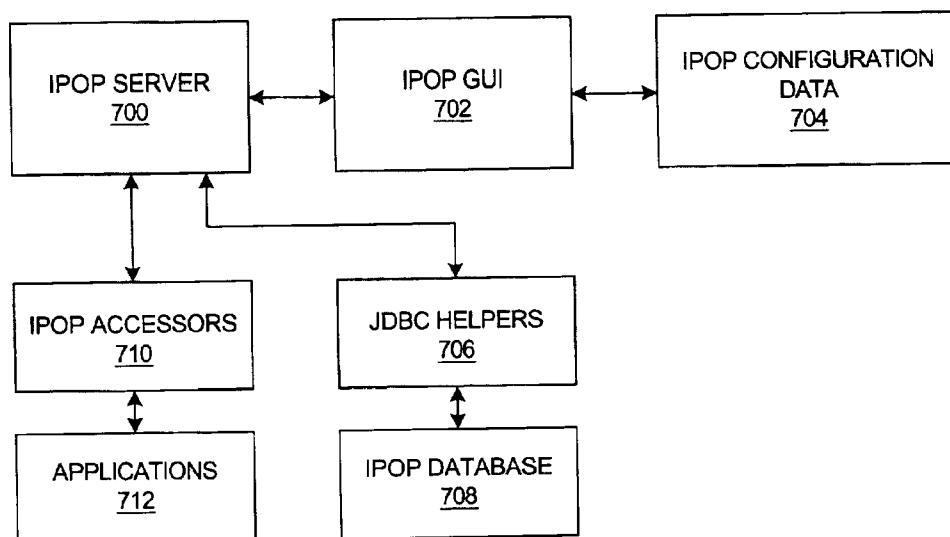 IPOP SERVER
700
IPOP GUI
702
IPOP CONFIGURATION
DATA
704
IPOP ACCESSORS
710
JDBC HELPERS
706
APPLICATIONS
712
IPOP DATABASE
708